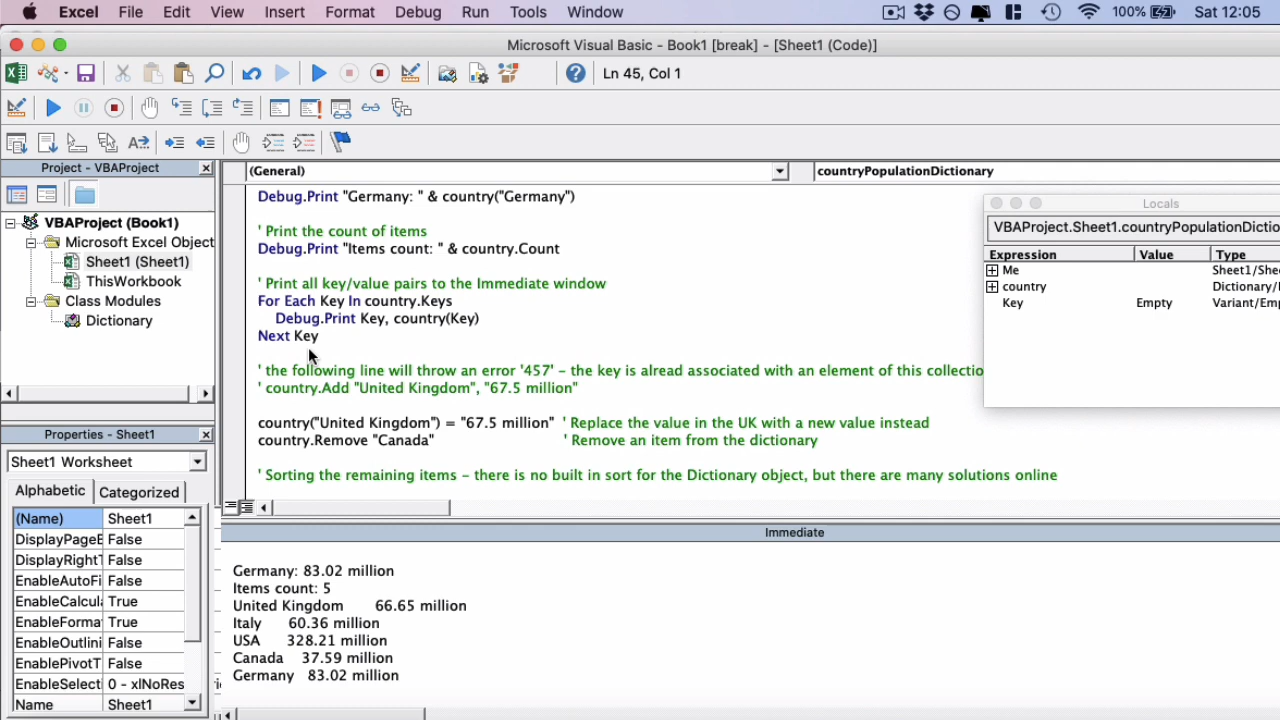 Excel File Edit View Insert Format Debug Run Tools Window 100% Sat 12:05
Microsoft Visual Basic - Book1 [break] - [Sheet1 (Code)]
Ln 45, Col 1
Project - VBAProject
(General)
countryPopulationDictionary
VBAProject (Book1)
Microsoft Excel Object
Sheet1 (Sheet1)
ThisWorkbook
Class Modules
Dictionary
Debug.Print "Germany: " & country("Germany")
' Print the count of items
Debug.Print "Items count: " & country.Count
' Print all key/value pairs to the Immediate window
For Each Key In country.Keys
Debug.Print Key, country(Key)
Next Key
' the following line will throw an error '457' - the key is alread associated with an element of this collectio
' country.Add "United Kingdom", "67.5 million"
country("United Kingdom") = "67.5 million" ' Replace the value in the UK with a new value instead
country.Remove "Canada" ' Remove an item from the dictionary
' Sorting the remaining items - there is no built in sort for the Dictionary object, but there are many solutions online
Locals
VBAProject.Sheet1.countryPopulationDictio
Expression Value Type
Me Sheet1/She
country Dictionary/
Key Empty Variant/Em
Properties - Sheet1
Sheet1 Worksheet
Alphabetic Categorized
(Name) Sheet1
DisplayPageE False
DisplayRight False
EnableAutoFi False
EnableCalcul True
EnableForma True
EnableOutlini False
EnablePivotT False
EnableSelect 0 - xlNoRes
Name Sheet1
Immediate
Germany: 83.02 million
Items count: 5
United Kingdom 66.65 million
Italy 60.36 million
USA 328.21 million
Canada 37.59 million
Germany 83.02 million